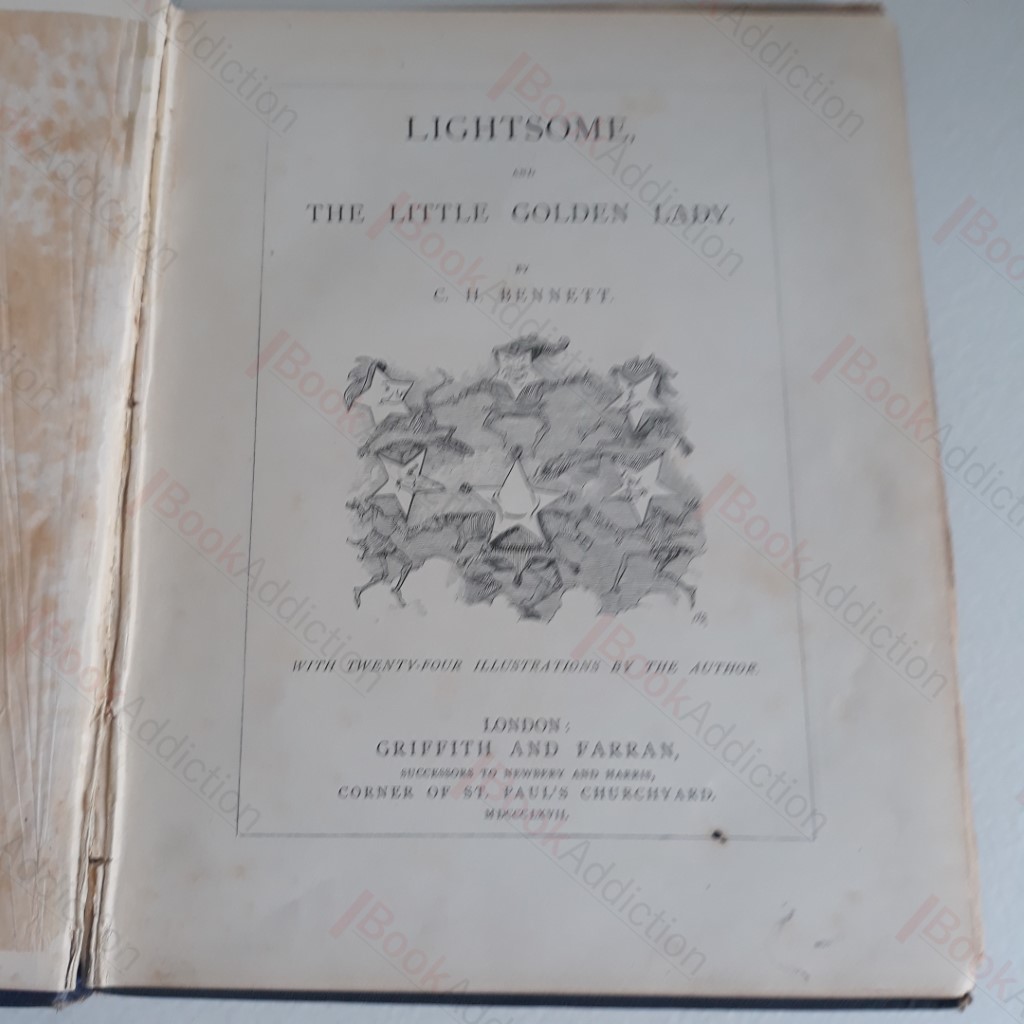 LIGHTSOME,
AND
THE LITTLE GOLDEN LADY.
BY
C. H. BENNETT.
WITH TWENTY-FOUR ILLUSTRATIONS BY THE AUTHOR.
LONDON:
GRIFFITH AND FARRAN,
SUCCESSORS TO NEWBERY AND HARRIS,
CORNER OF ST. PAUL'S CHURCHYARD.
MDCCCLXVII.
BookAddiction